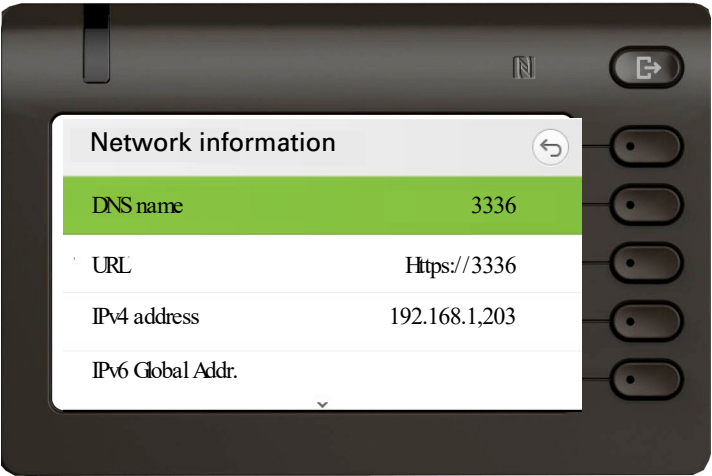 Network information
DNS name 3336
URL Https://3336
IPv4 address 192.168.1,203
IPv6 Global Addr.